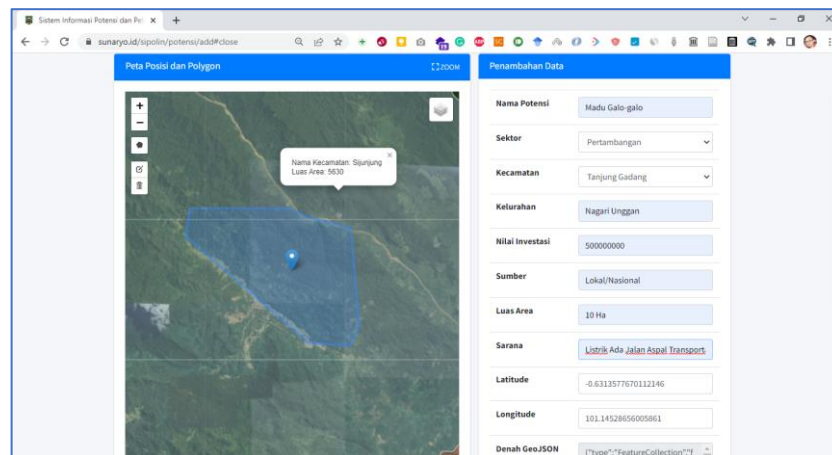 Sistem Informasi Potensi dan Pe
sunaryo.id/sipolin/potensi/add#close
Peta Posisi dan Polygon
ZOOM
Nama Kecamatan: Sijunjung
Luas Area: 5630
Penambahan Data
Nama Potensi
Madu Galo-galo
Sektor
Pertambangan
Kecamatan
Tanjung Gadang
Kelurahan
Nagari Unggan
Nilai Investasi
500000000
Sumber
Lokal/Nasional
Luas Area
10 Ha
Sarana
Listrik Ada Jalan Aspal Transport
Latitude
-0.6313577670112146
Longitude
101.14528656005861
Denah GeoJSON
{"type":"FeatureCollection","f